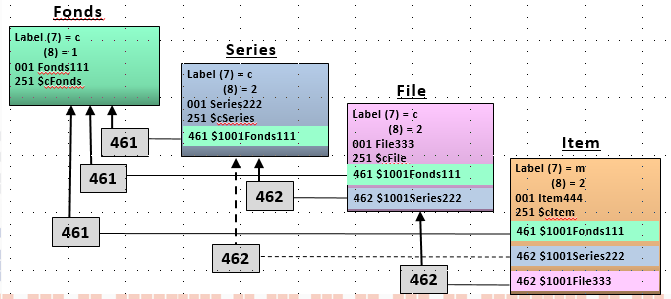 Fonds
Label (7) = c
(8) = 1
001 Fonds111
251 $cFonds
Series
Label (7) = c
(8) = 2
001 Series222
251 $cSeries
461 $1001Fonds111
File
Label (7) = c
(8) = 2
001 File333
251 $cFile
461 $1001Fonds111
462 $1001Series222
Item
Label (7) = m
(8) = 2
001 Item444
251 $cItem
461 $1001Fonds111
462 $1001Series222
462 $1001File333
461
461
462
461
462
462